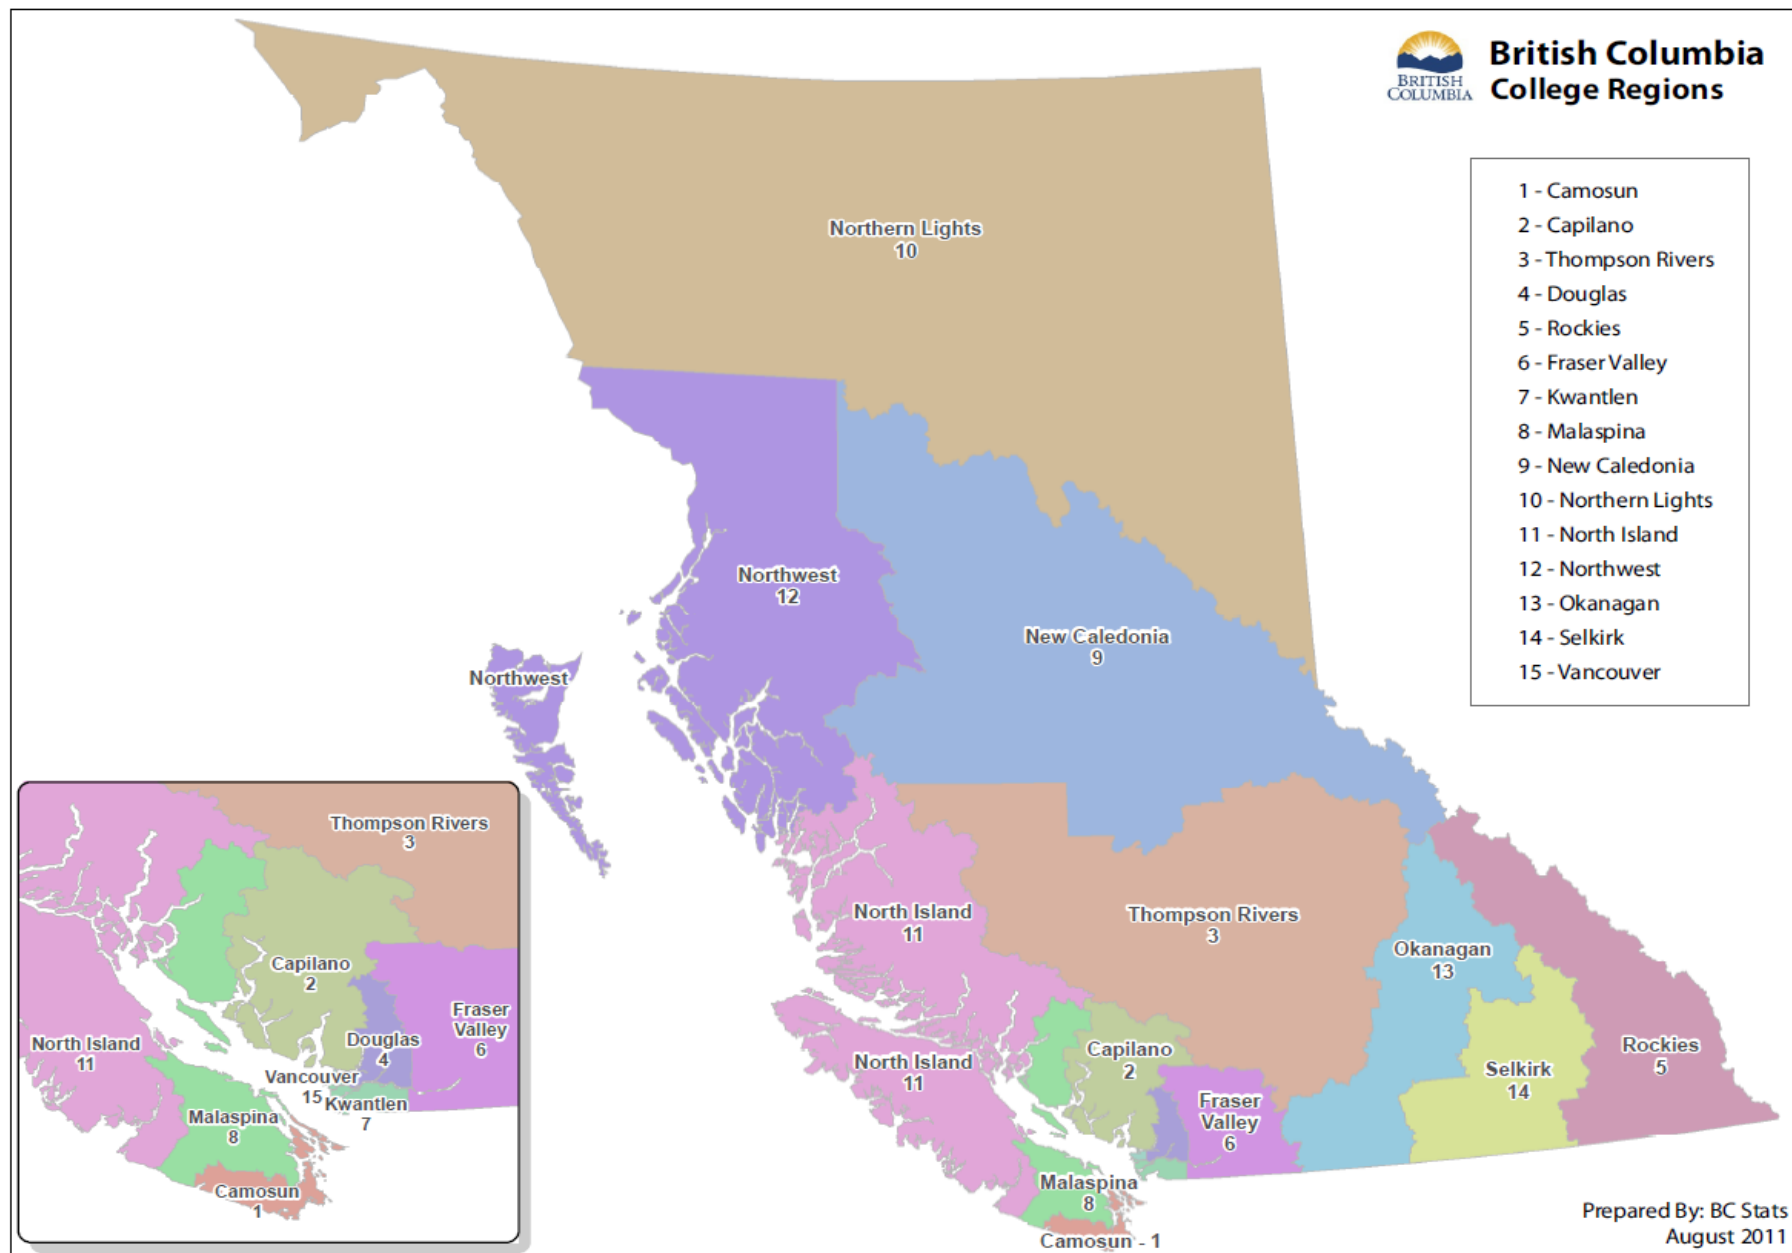 BRITISH
COLUMBIA
British Columbia
College Regions
1 - Camosun
2 - Capilano
3 - Thompson Rivers
4 - Douglas
5 - Rockies
6 - Fraser Valley
7 - Kwantlen
8 - Malaspina
9 - New Caledonia
10 - Northern Lights
11 - North Island
12 - Northwest
13 - Okanagan
14 - Selkirk
15 - Vancouver
Northern Lights
10
Northwest
12
New Caledonia
9
Northwest
North Island
11
Thompson Rivers
3
Okanagan
13
Rockies
5
Selkirk
14
North Island
11
Capilano
2
Fraser
Valley
6
Malaspina
8
Camosun - 1
Thompson Rivers
3
Capilano
2
Fraser
Valley
6
Douglas
4
North Island
11
Vancouver
15
Kwantlen
7
Malaspina
8
Camosun
1
Prepared By: BC Stats
August 2011